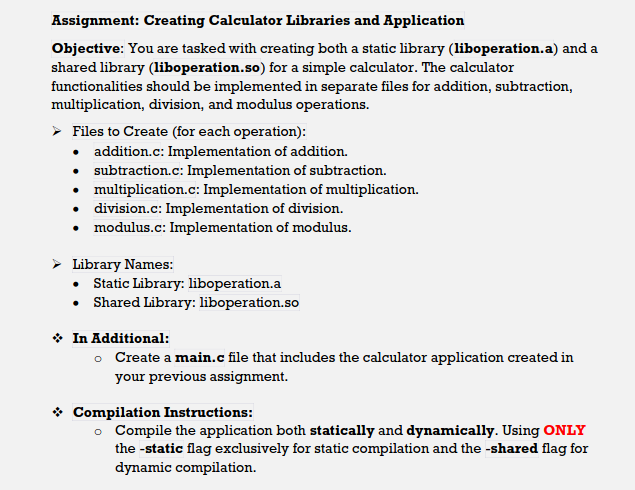 Assignment: Creating Calculator Libraries and Application
Objective: You are tasked with creating both a static library (liboperation.a) and a
shared library (liboperation.so) for a simple calculator. The calculator
functionalities should be implemented in separate files for addition, subtraction,
multiplication, division, and modulus operations.
➢ Files to Create (for each operation):
• addition.c: Implementation of addition.
• subtraction.c: Implementation of subtraction.
• multiplication.c: Implementation of multiplication.
• division.c: Implementation of division.
• modulus.c: Implementation of modulus.
➢ Library Names:
• Static Library: liboperation.a
• Shared Library: liboperation.so
❖ In Additional:
o Create a main.c file that includes the calculator application created in
your previous assignment.
❖ Compilation Instructions:
o Compile the application both statically and dynamically. Using ONLY
the -static flag exclusively for static compilation and the -shared flag for
dynamic compilation.